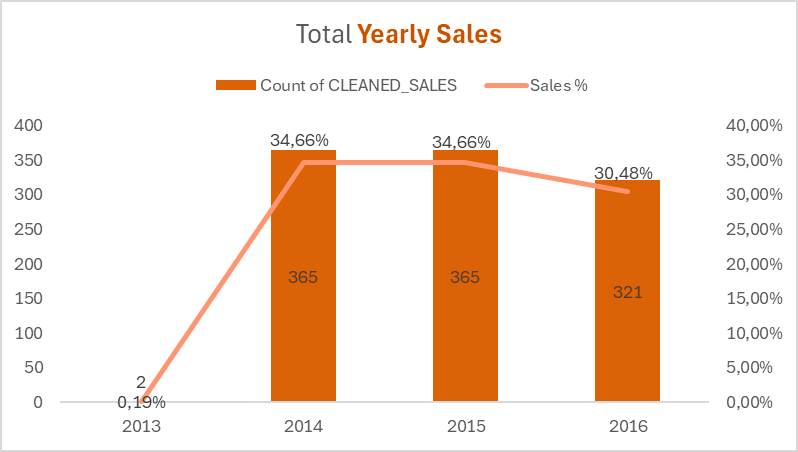 Total Yearly Sales
Count of CLEANED_SALES Sales %
400 40,00%
350 35,00%
300 30,00%
250 25,00%
200 20,00%
150 15,00%
100 10,00%
50 5,00%
0 0,00%
34,66% 34,66% 30,48%
365 365 321
2
0,19%
2013 2014 2015 2016